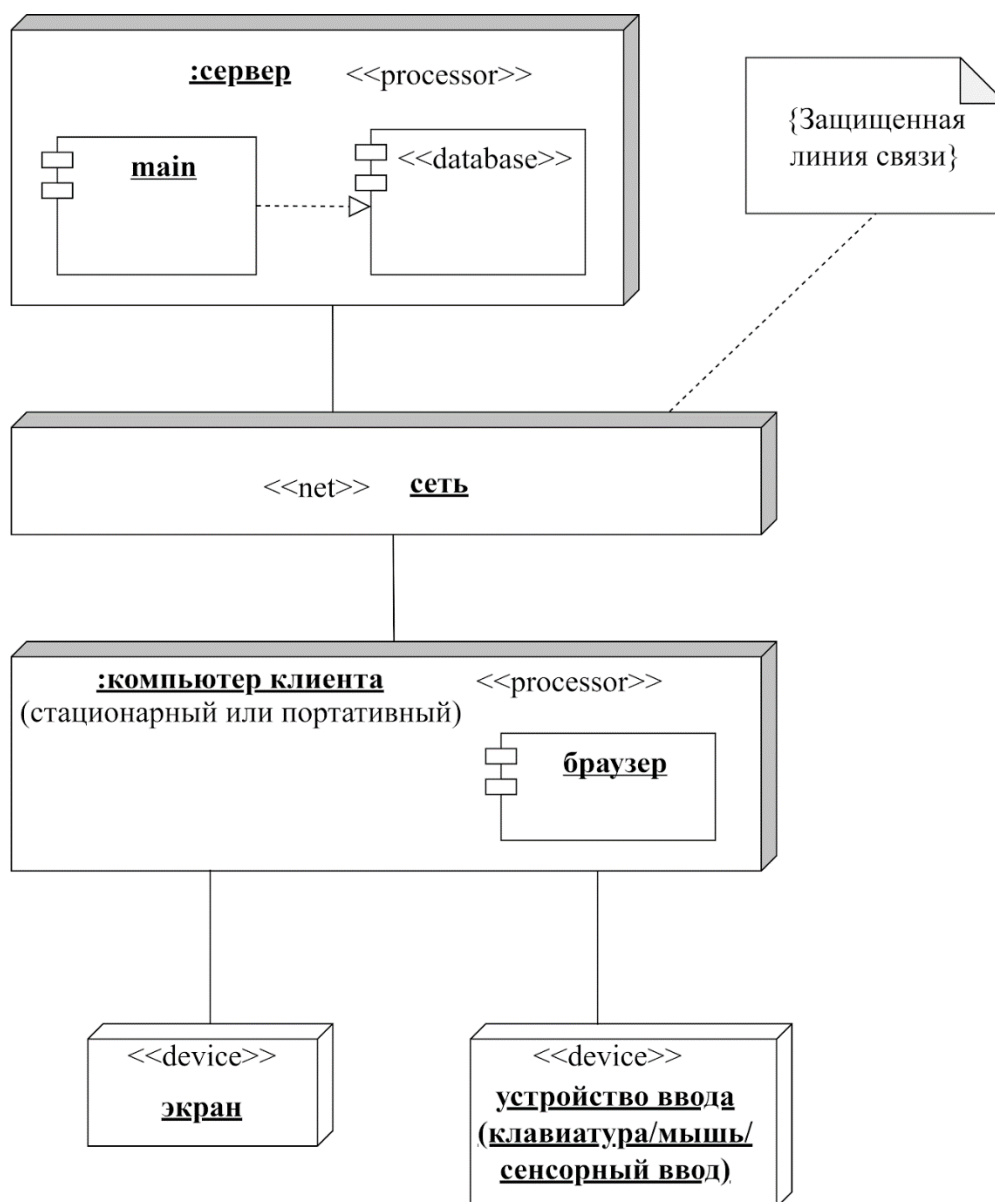 :сервер <<processor>>
{Защищенная
линия связи}
main
<<database>>
<<net>> сеть
:компьютер клиента <<processor>>
(стационарный или портативный)
браузер
<<device>>
экран
<<device>>
устройство ввода
(клавиатура/мышь/
сенсорный ввод)